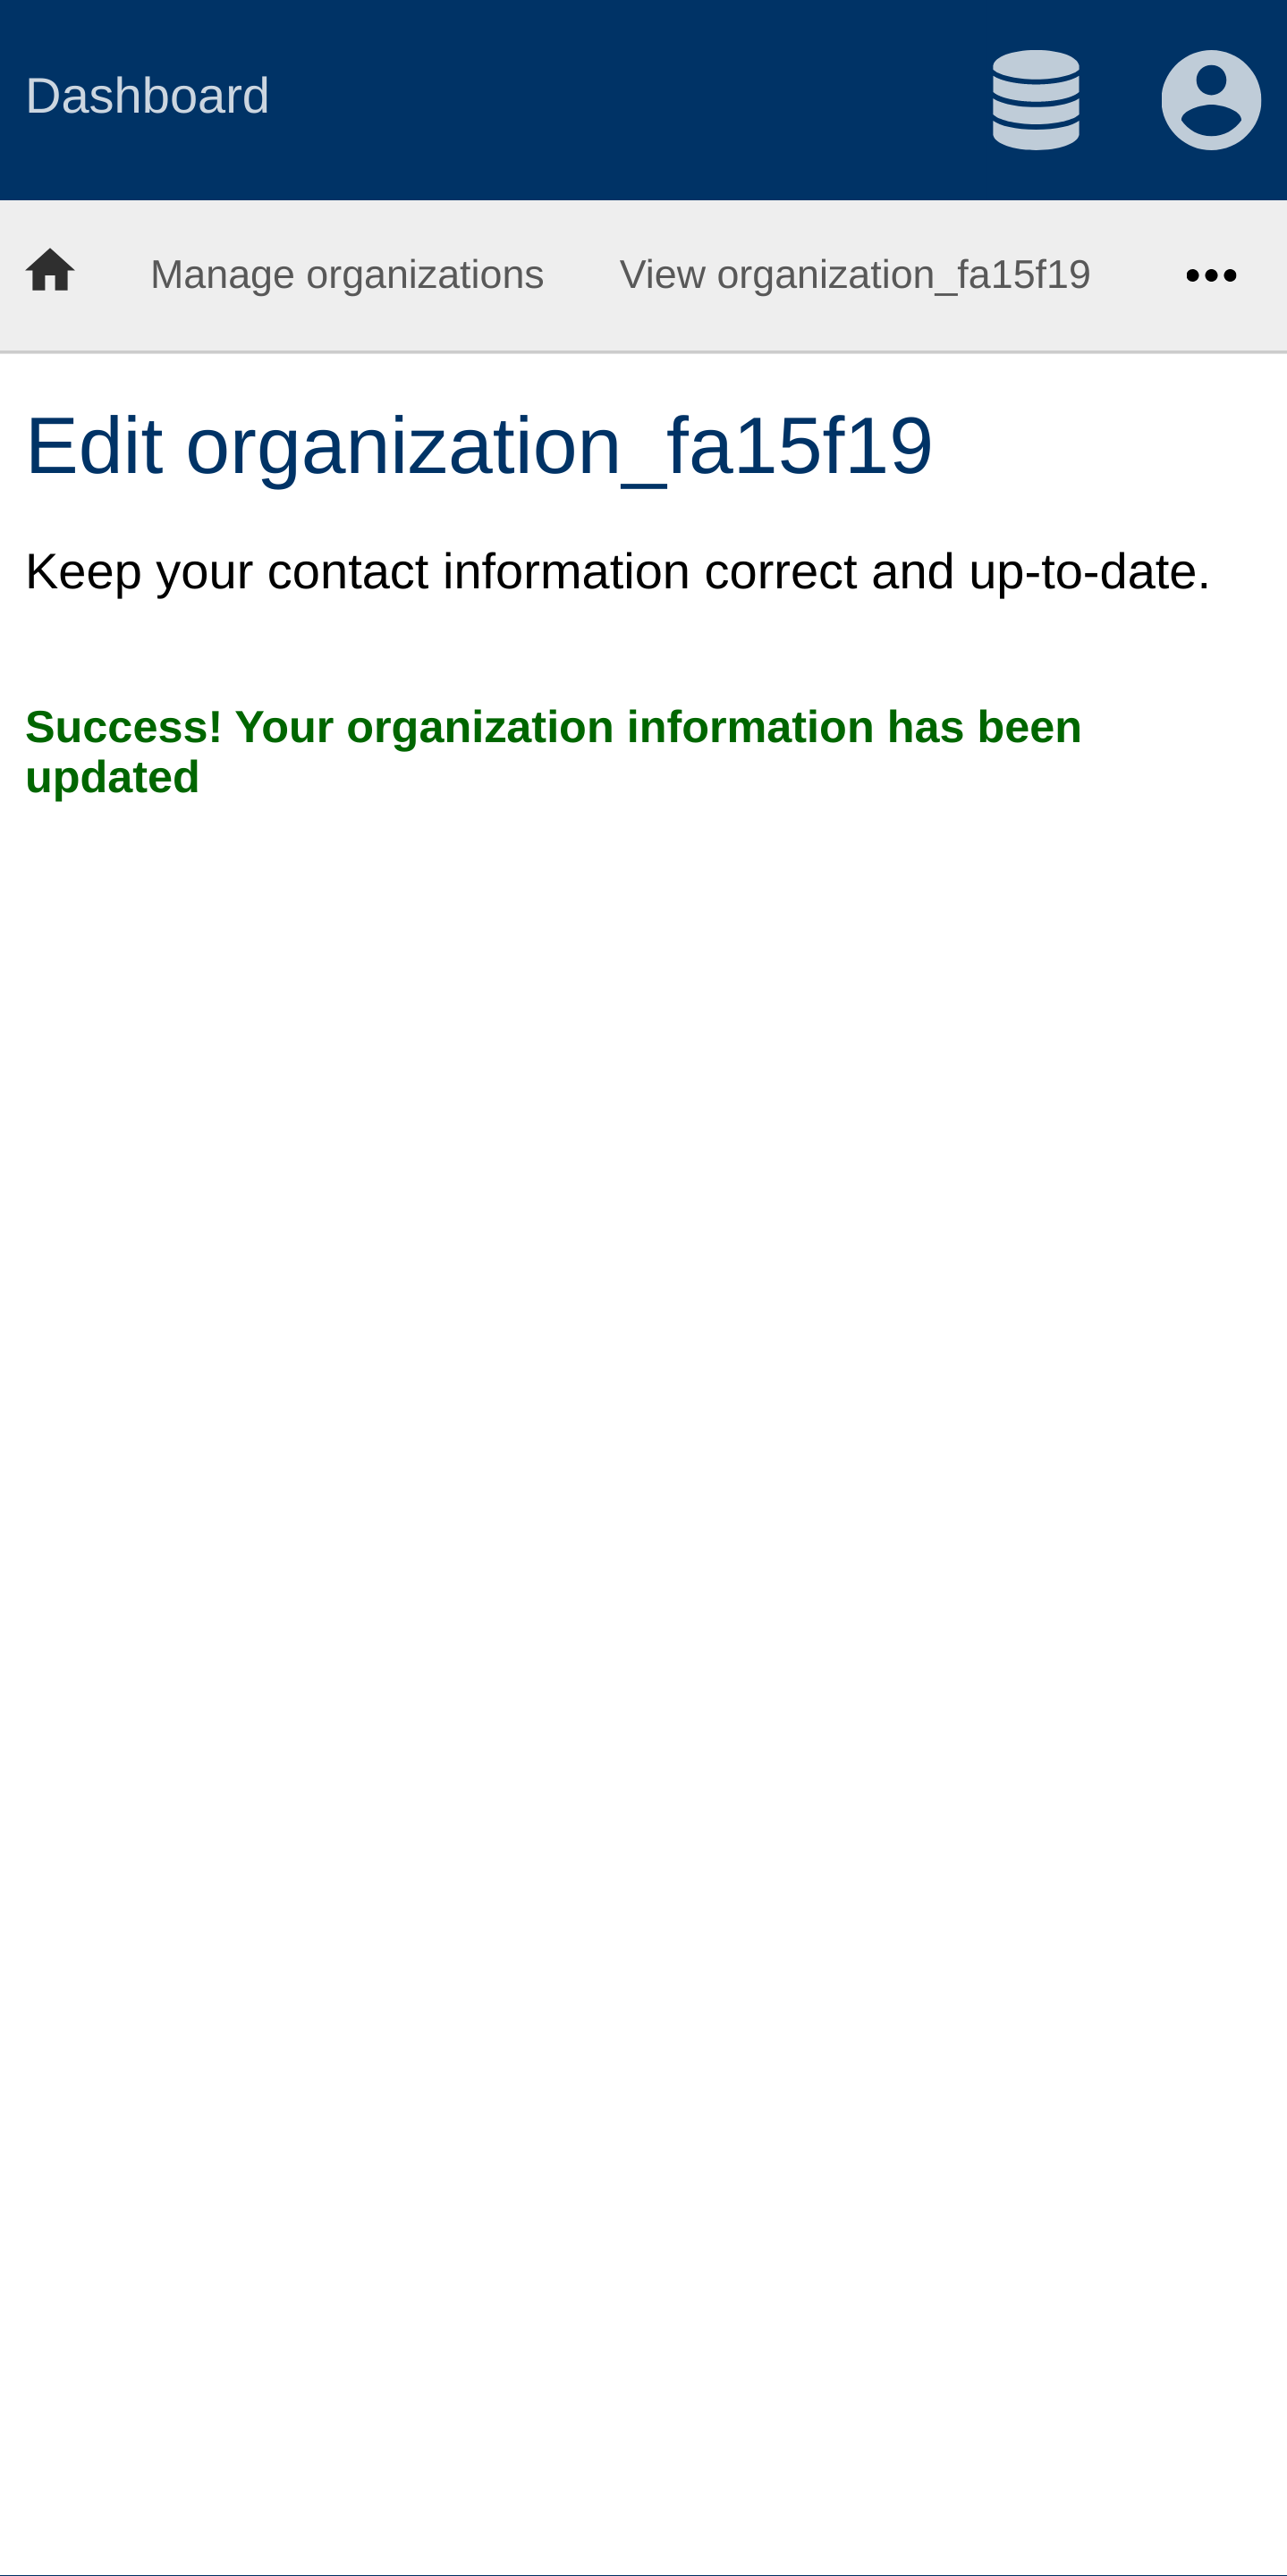 Dashboard
Manage organizations View organization_fa15f19
Edit organization_fa15f19
Keep your contact information correct and up-to-date.
Success! Your organization information has been
updated